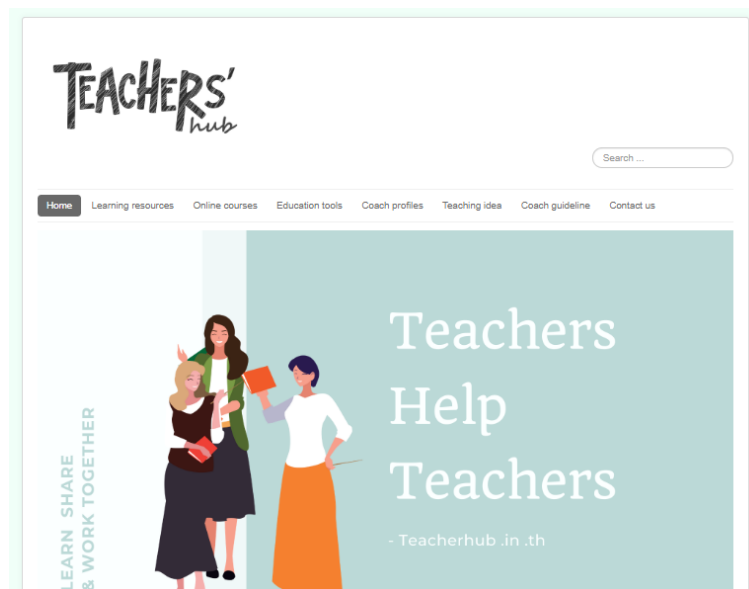 TEACHERS'
hub
Search ...
Home Learning resources Online courses Education tools Coach profiles Teaching idea Coach guideline Contact us
LEARN SHARE
& WORK TOGETHER
Teachers
Help
Teachers
- Teacherhub .in .th